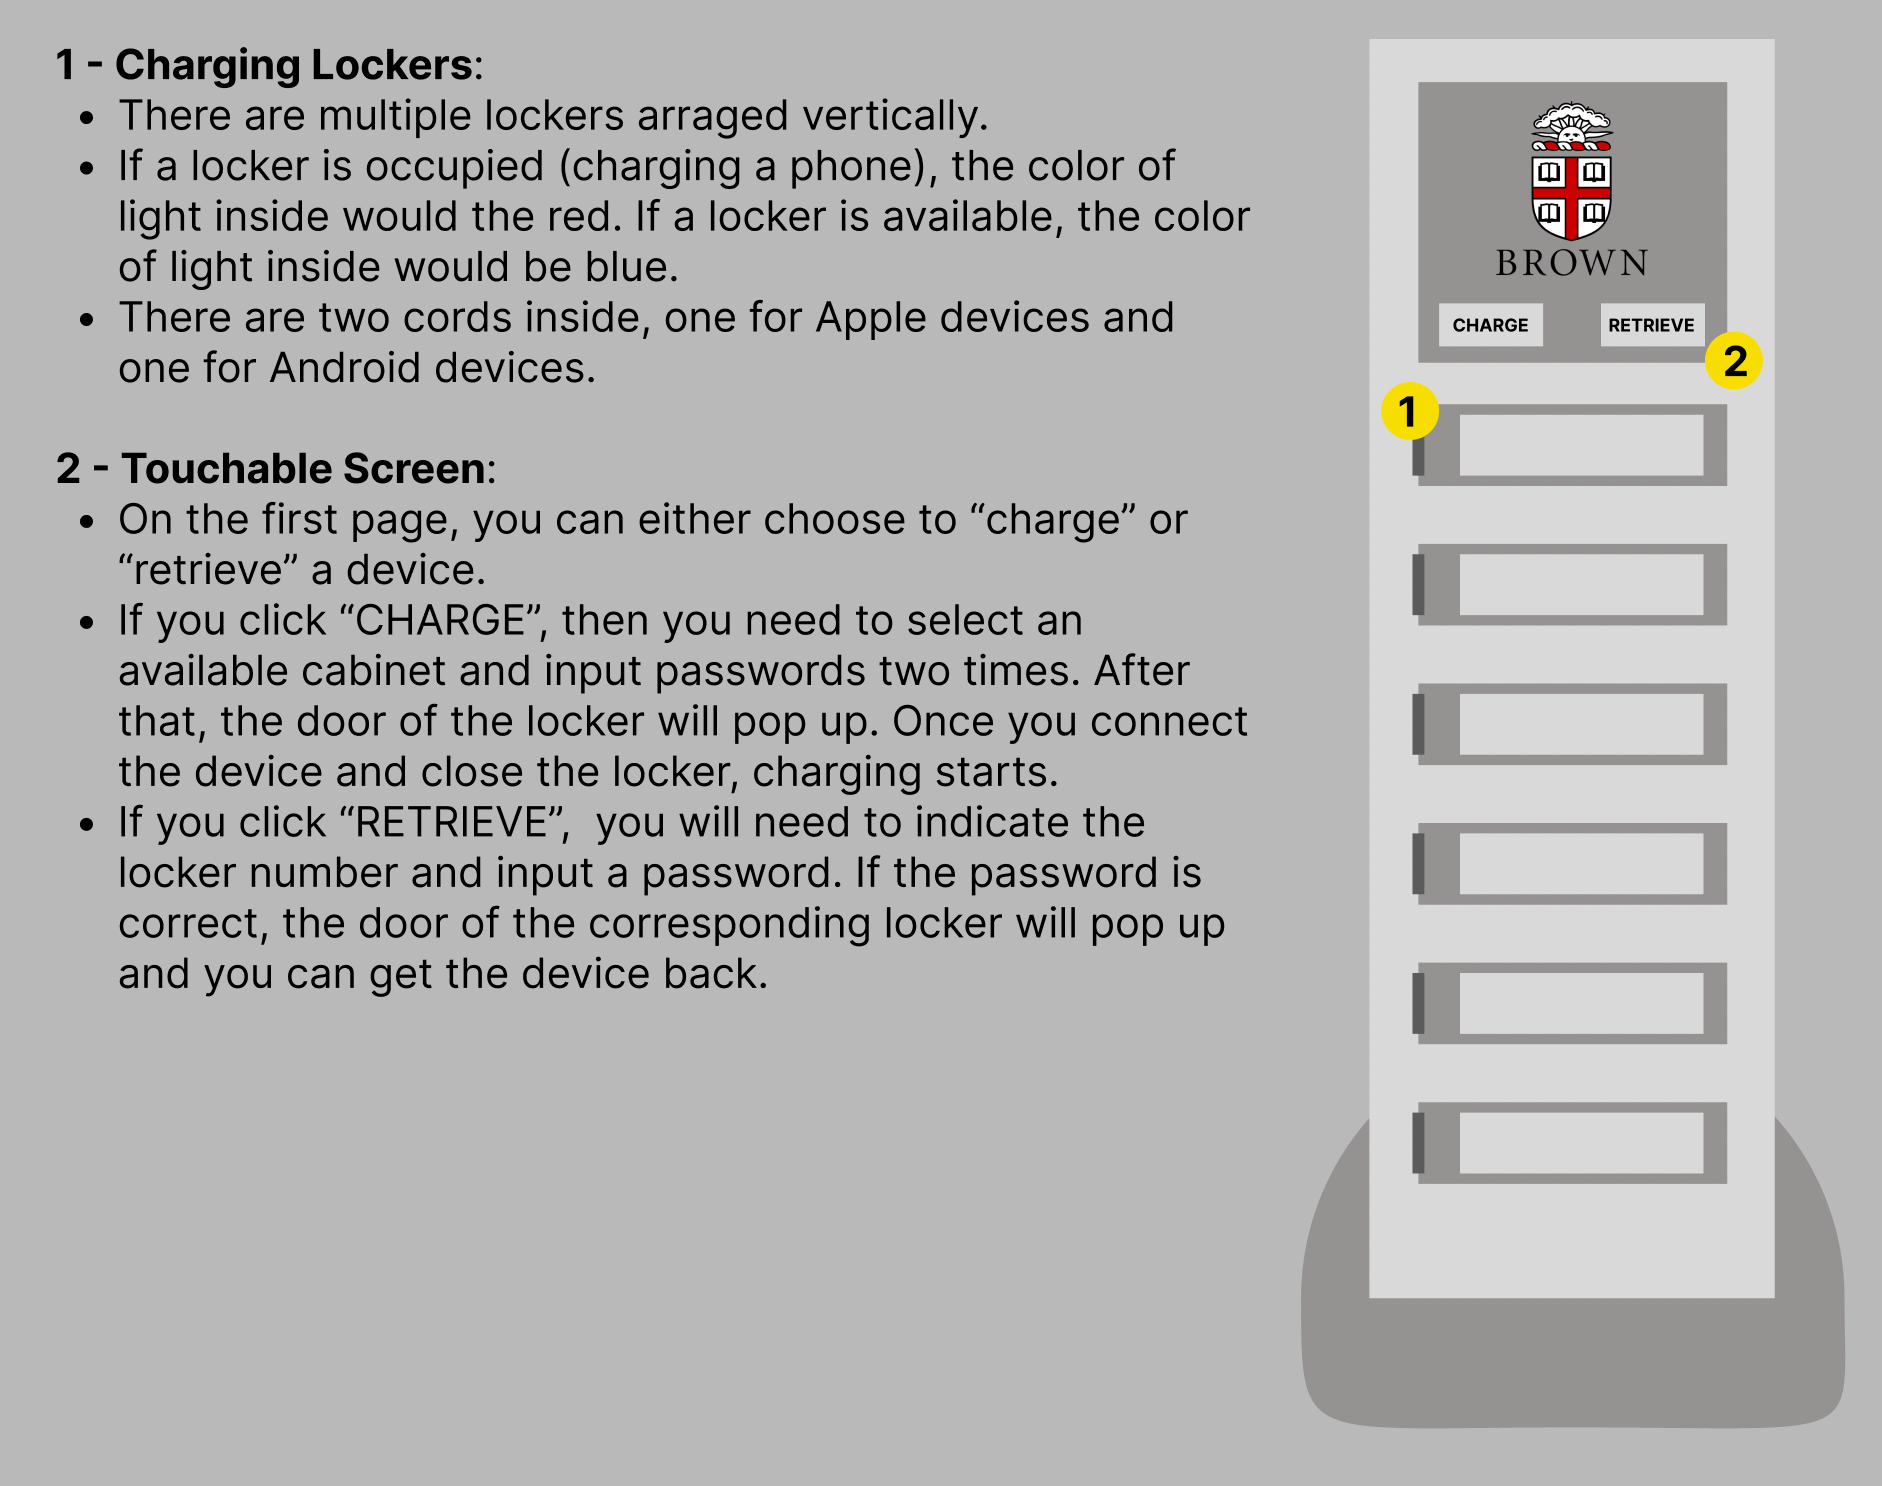 1 - Charging Lockers:
• There are multiple lockers arraged vertically.
• If a locker is occupied (charging a phone), the color of
light inside would the red. If a locker is available, the color
of light inside would be blue.
• There are two cords inside, one for Apple devices and
one for Android devices.
2 - Touchable Screen:
• On the first page, you can either choose to “charge” or
“retrieve” a device.
• If you click “CHARGE”, then you need to select an
available cabinet and input passwords two times. After
that, the door of the locker will pop up. Once you connect
the device and close the locker, charging starts.
• If you click “RETRIEVE”,  you will need to indicate the
locker number and input a password. If the password is
correct, the door of the corresponding locker will pop up
and you can get the device back.
BROWN
CHARGE
RETRIEVE
2
1